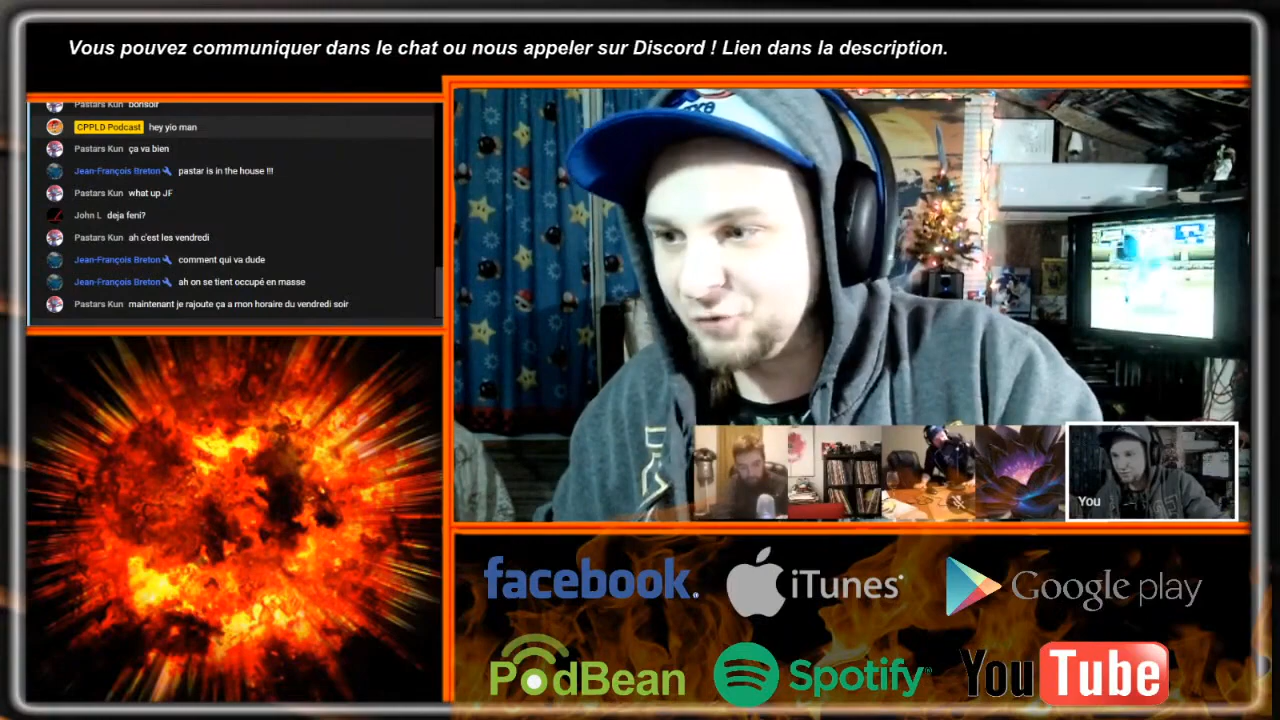 Vous pouvez communiquer dans le chat ou nous appeler sur Discord ! Lien dans la description.
Pastars Kun bonsoir
CPPLD Podcast hey yio man
Pastars Kun ça va bien
Jean-François Breton pastar is in the house !!!
Pastars Kun what up JF
John L deja feni?
Pastars Kun ah c'est les vendredi
Jean-François Breton comment qui va dude
Jean-François Breton ah on se tient occupé en masse
Pastars Kun maintenant je rajoute ça a mon horaire du vendredi soir
You
facebook.
iTunes
Google play
PodBean
Spotify
YouTube